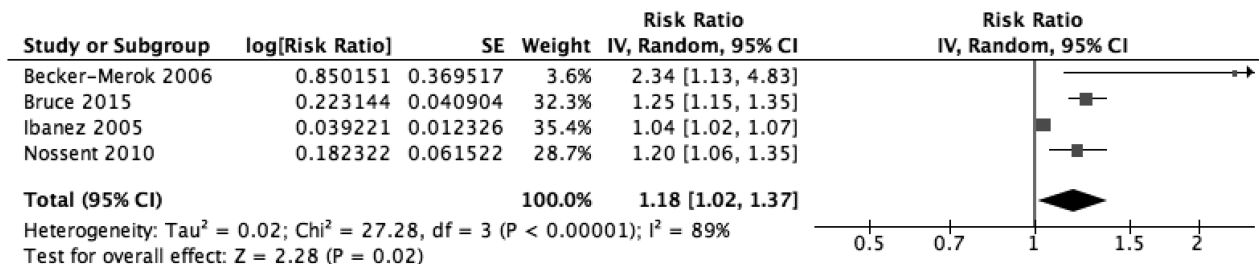 Risk Ratio Risk Ratio
Study or Subgroup log[Risk Ratio] SE Weight IV, Random, 95% CI IV, Random, 95% CI
Becker-Merok 2006 0.850151 0.369517 3.6% 2.34 [1.13, 4.83]
Bruce 2015 0.223144 0.040904 32.3% 1.25 [1.15, 1.35]
Ibanez 2005 0.039221 0.012326 35.4% 1.04 [1.02, 1.07]
Nossent 2010 0.182322 0.061522 28.7% 1.20 [1.06, 1.35]
Total (95% CI) 100.0% 1.18 [1.02, 1.37]
Heterogeneity: Tau² = 0.02; Chi² = 27.28, df = 3 (P < 0.00001); I² = 89%
Test for overall effect: Z = 2.28 (P = 0.02)
0.5 0.7 1 1.5 2